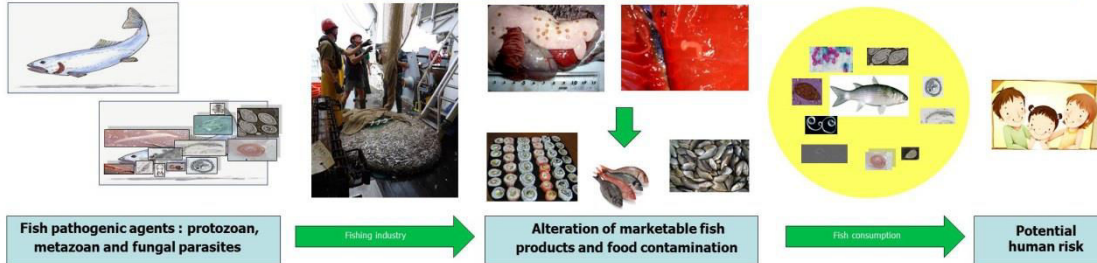 Fish pathogenic agents : protozoan,
metazoan and fungal parasites
Fishing industry
Alteration of marketable fish
products and food contamination
Fish consumption
Potential
human risk